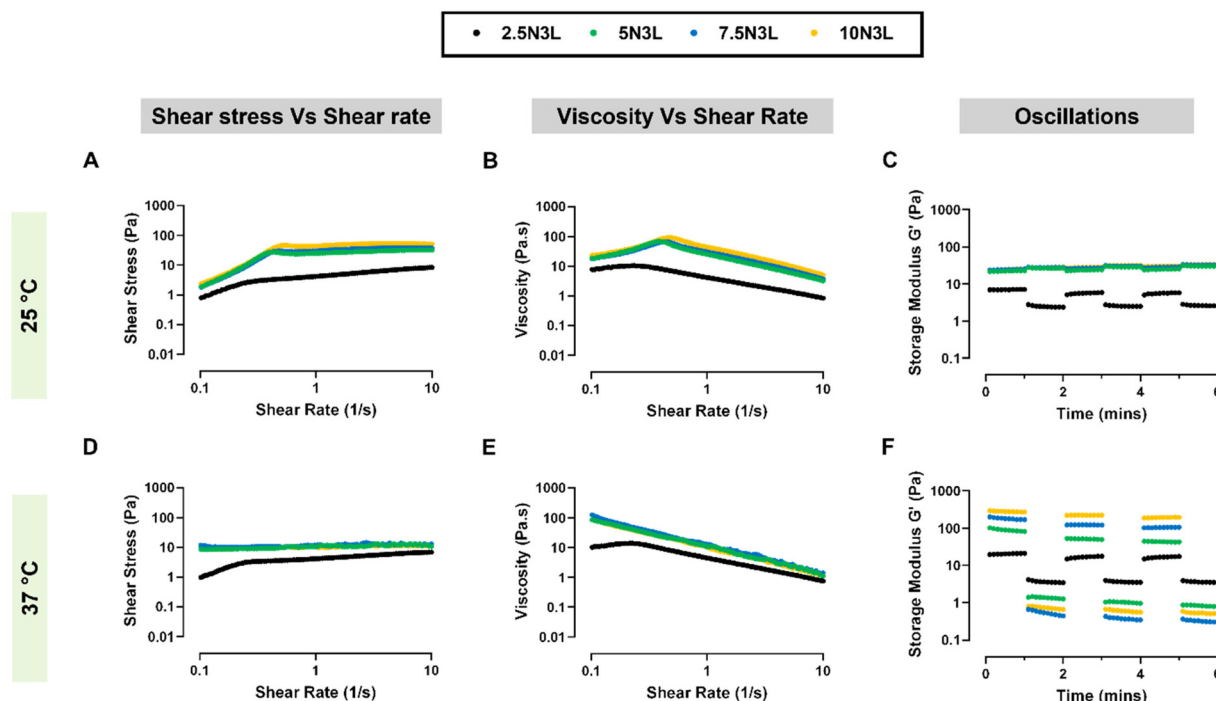 2.5N3L 5N3L 7.5N3L 10N3L
Shear stress Vs Shear rate
Viscosity Vs Shear Rate
Oscillations
25 °C
A
Shear Stress (Pa)
1000
100
10
1
0.1
0.01
0.1 1 10
Shear Rate (1/s)
B
Viscosity (Pa.s)
1000
100
10
1
0.1
0.01
0.1 1 10
Shear Rate (1/s)
C
Storage Modulus G' (Pa)
1000
100
10
1
0.1
0 2 4 6
Time (mins)
37 °C
D
Shear Stress (Pa)
1000
100
10
1
0.1
0.01
0.1 1 10
Shear Rate (1/s)
E
Viscosity (Pa.s)
1000
100
10
1
0.1
0.01
0.1 1 10
Shear Rate (1/s)
F
Storage Modulus G' (Pa)
1000
100
10
1
0.1
0 2 4 6
Time (mins)